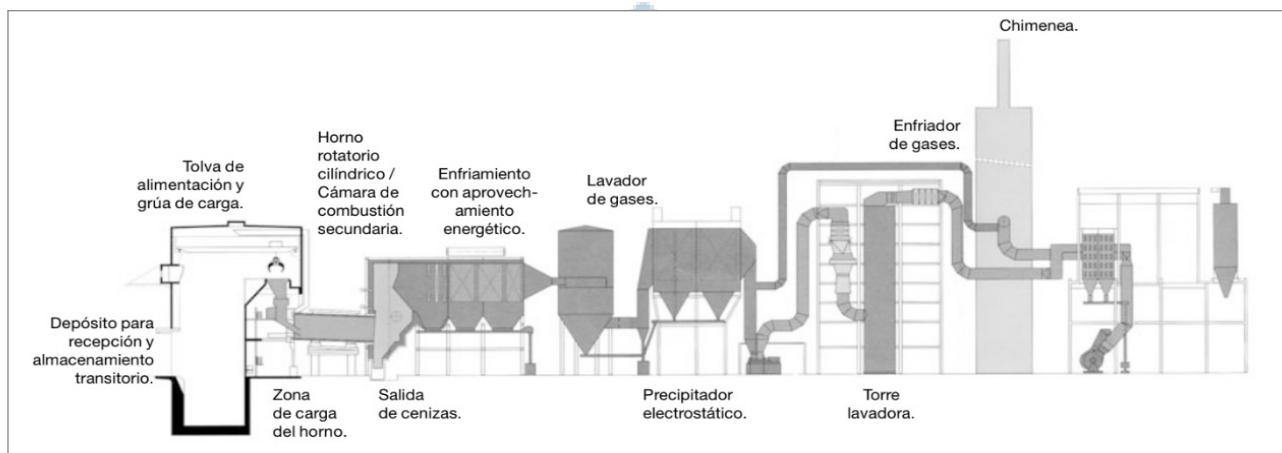 Chimenea.
Enfriador
de gases.
Horno
rotatorio
cilíndrico /
Cámara de
combustión
secundaria.
Tolva de
alimentación y
grúa de carga.
Enfriamiento
con aprovech-
amiento
energético.
Lavador
de gases.
Depósito para
recepción y
almacenamiento
transitorio.
Zona
de carga
del horno.
Salida
de cenizas.
Precipitador
electrostático.
Torre
lavadora.